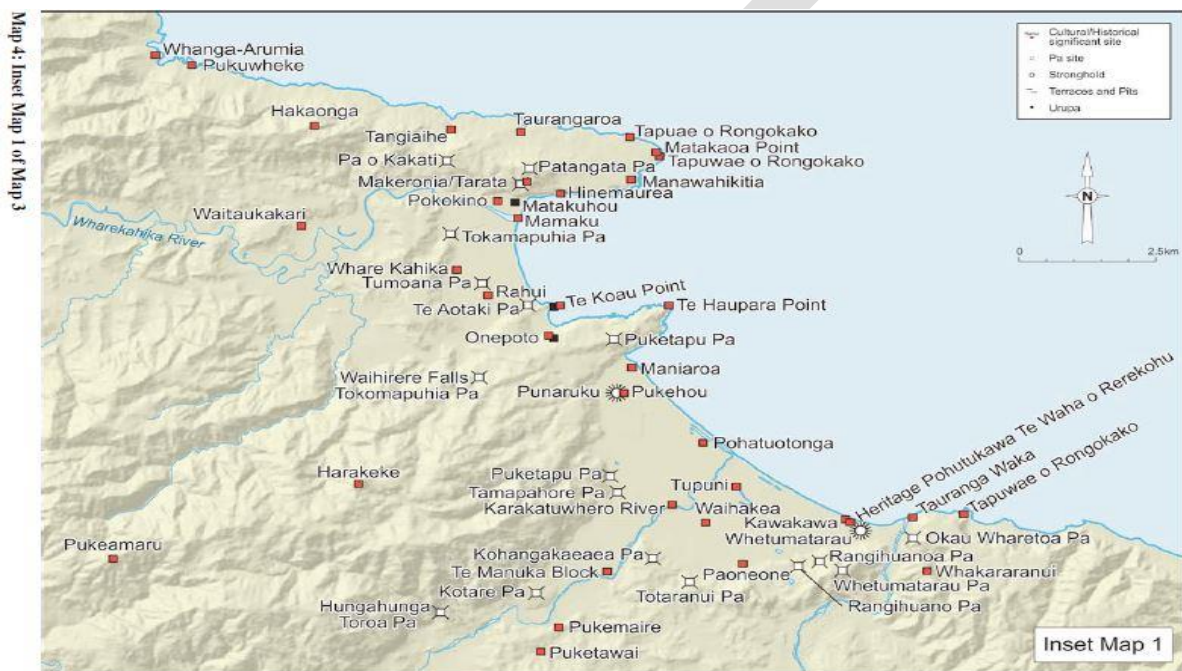 Map 4: Inset Map 1 of Map 3
Whanga-Arumia
Pukuwheke
Cultural/Historical
significant site
Pa site
Stronghold
Terraces and Pits
Urupa
Hakaonga
Tangiaihe
Taurangaroa
Tapuae o Rongokako
Matakaoa Point
Tapuwae o Rongokako
Pa o Kakati
Patangata Pa
Makeronia/Tarata
Manawahikitia
Hinemaurea
Pokokino
Matakuhou
Mamaku
Waitaukakari
Wharekahika River
Tokamapuhia Pa
N
0 2.5km
Whare Kahika
Tumoana Pa
Rahui
Te Aotaki Pa
Te Koau Point
Te Haupara Point
Onepoto
Puketapu Pa
Maniaroa
Waihirere Falls
Tokomapuhia Pa
Punaruku
Pukehou
Pohatuotonga
Heritage Pohutukawa Te Waha o Rerekohu
Tauranga Waka
Tapuwae o Rongokako
Harakeke
Puketapu Pa
Tamapahore Pa
Tupuni
Karakatuwhero River
Waihakea
Kawakawa
Whetumatarau
Okau Wharetoa Pa
Pukeamaru
Kohangakaeaea Pa
Rangihuanoa Pa
Te Manuka Block
Paoneone
Whakararanui
Whetumatarau Pa
Kotare Pa
Totaranui Pa
Rangihuano Pa
Hungahunga
Toroa Pa
Pukemaire
Puketawai
Inset Map 1